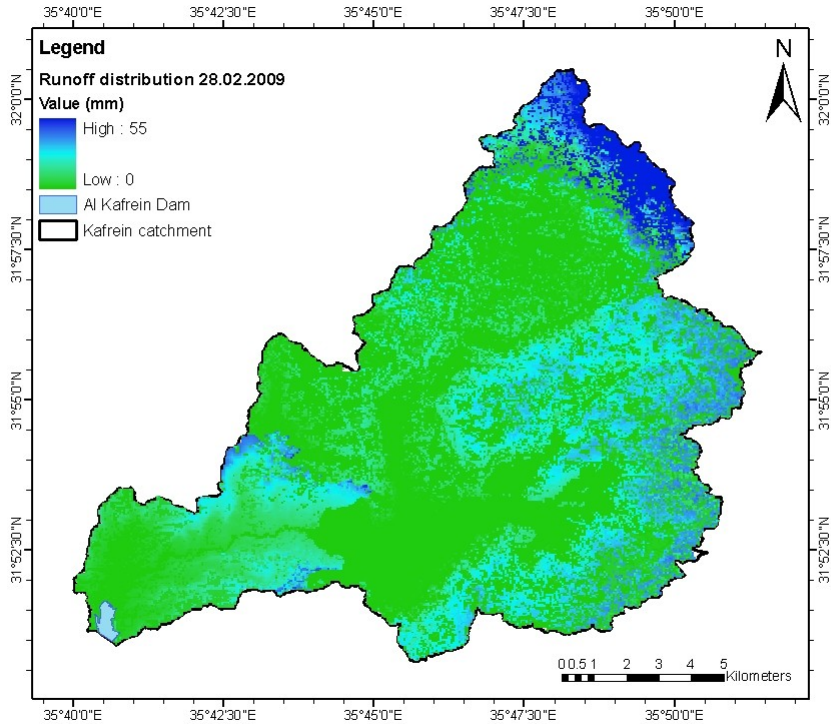 35°40'0"E 35°42'30"E 35°45'0"E 35°47'30"E 35°50'0"E
Legend
Runoff distribution 28.02.2009
Value (mm)
High : 55
Low : 0
Al Kafrein Dam
Kafrein catchment
N
32°0'0"N 32°0'0"N
31°57'30"N 31°57'30"N
31°55'0"N 31°55'0"N
31°52'30"N 31°52'30"N
0 0.5 1 2 3 4 5
Kilometers
35°40'0"E 35°42'30"E 35°45'0"E 35°47'30"E 35°50'0"E